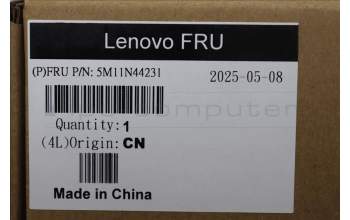 Lenovo FRU
(P)FRU P/N: 5M11N44231 2025-05-08
Quantity: 1
(4L)Origin: CN
Made in China